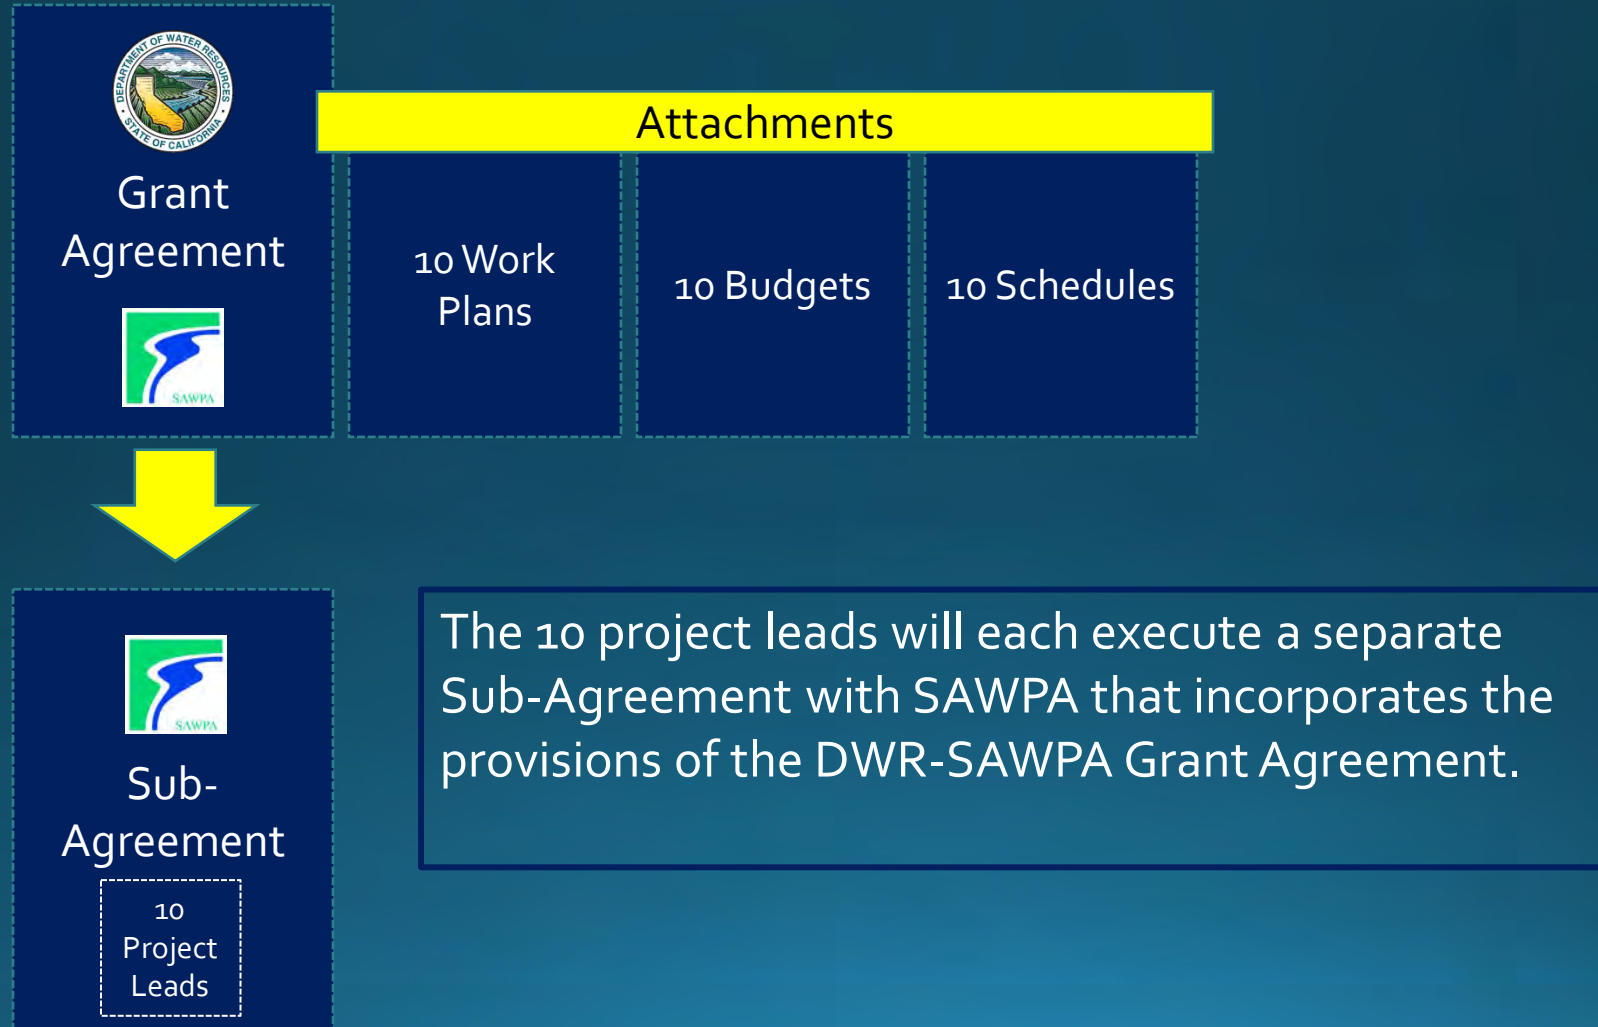 DEPARTMENT OF WATER RESOURCES
STATE OF CALIFORNIA
Grant
Agreement
SAWPA
Attachments
10 Work
Plans
10 Budgets
10 Schedules
SAWPA
Sub-
Agreement
10
Project
Leads
The 10 project leads will each execute a separate
Sub-Agreement with SAWPA that incorporates the
provisions of the DWR-SAWPA Grant Agreement.